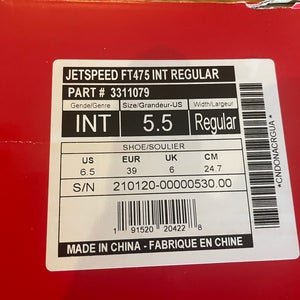 JETSPEED FT475 INT REGULAR
PART # 3311079
Gende/Genre Size/Grandeur-US Width/Largeur
INT 5.5 Regular
SHOE/SOULIER
US EUR UK CM
6.5 39 6 24.7
S/N 210120-00000530.00
1 91520 20422 8
MADE IN CHINA - FABRIQUE EN CHINE
*CNDONACRGUA*